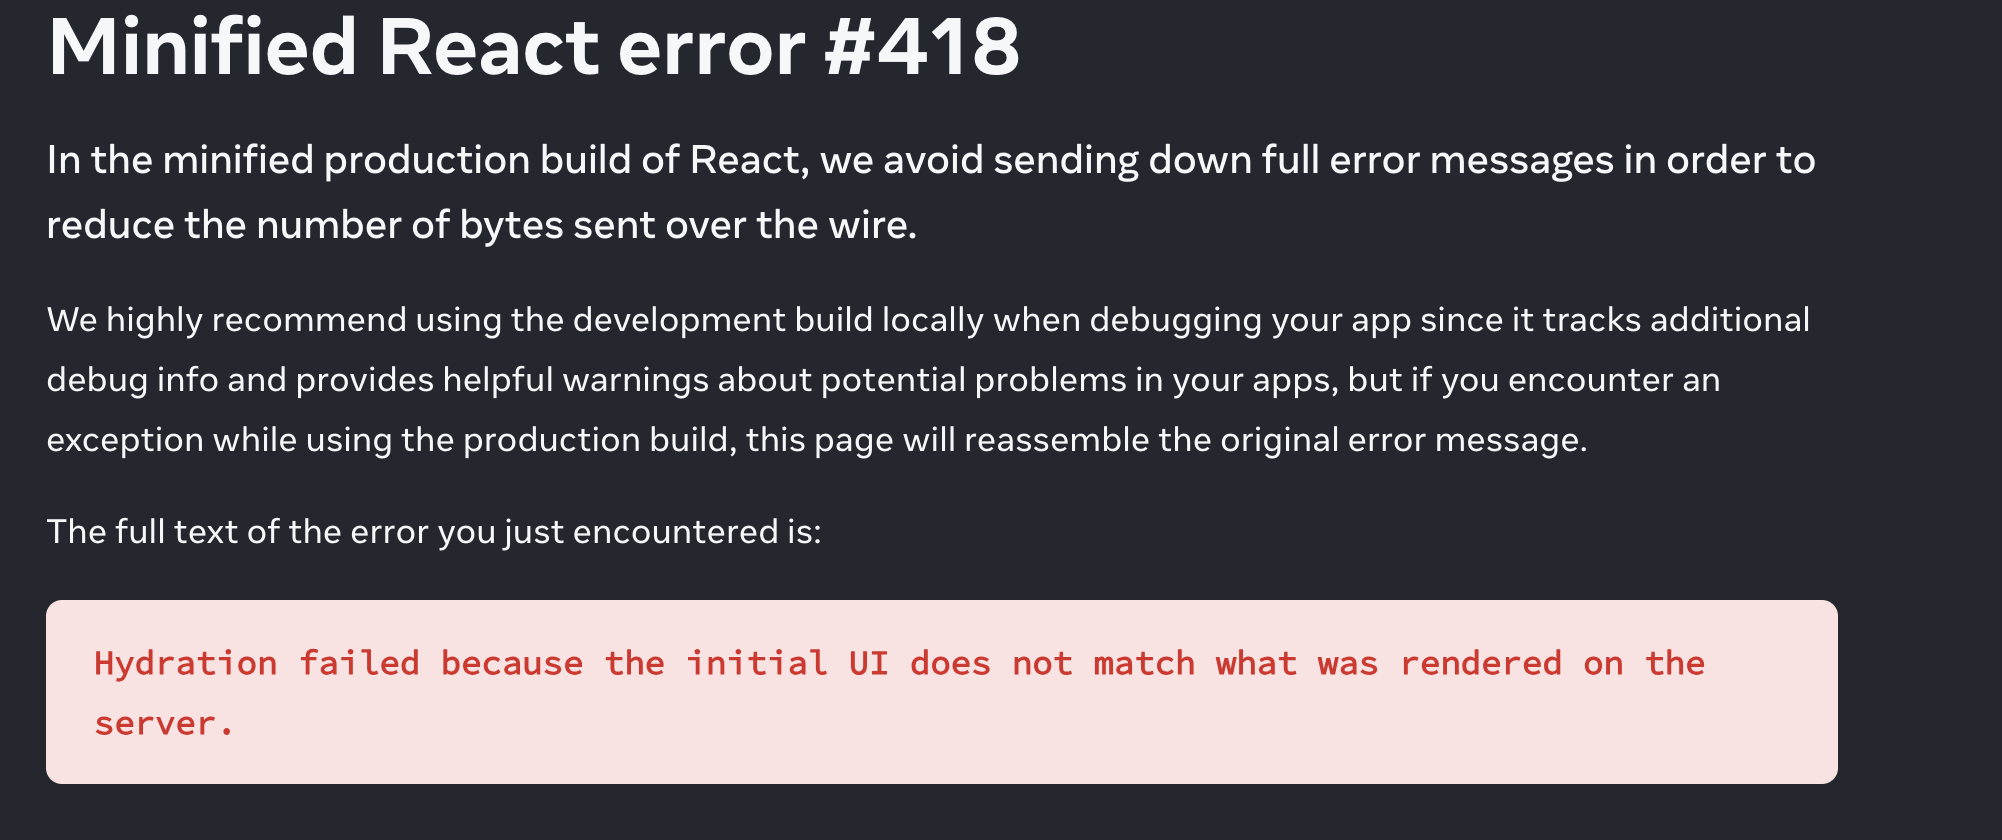 Minified React error #418
In the minified production build of React, we avoid sending down full error messages in order to
reduce the number of bytes sent over the wire.
We highly recommend using the development build locally when debugging your app since it tracks additional
debug info and provides helpful warnings about potential problems in your apps, but if you encounter an
exception while using the production build, this page will reassemble the original error message.
The full text of the error you just encountered is:
Hydration failed because the initial UI does not match what was rendered on the
server.